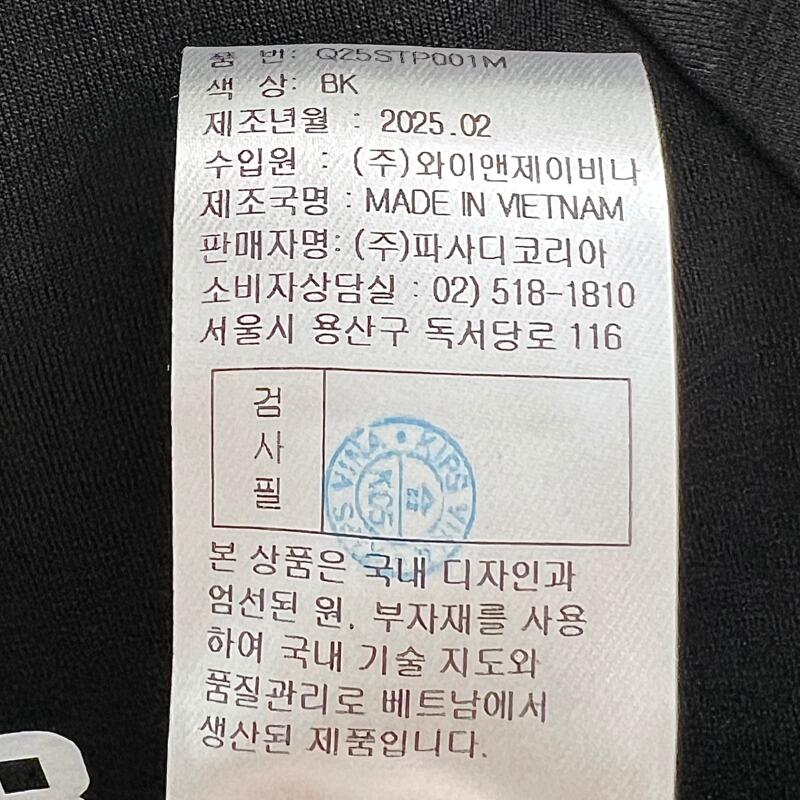 품 번: Q25STP001M
색 상: BK
제조년월 : 2025.02
수입원 : (주)와이앤제이비나
제조국명 : MADE IN VIETNAM
판매자명: (주)파사디코리아
소비자상담실 : 02) 518-1810
서울시 용산구 독서당로 116
검
사
필
VINA • KIRS
본 상품은 국내 디자인과
엄선된 원, 부자재를 사용
하여 국내 기술 지도와
품질관리로 베트남에서
생산된 제품입니다.